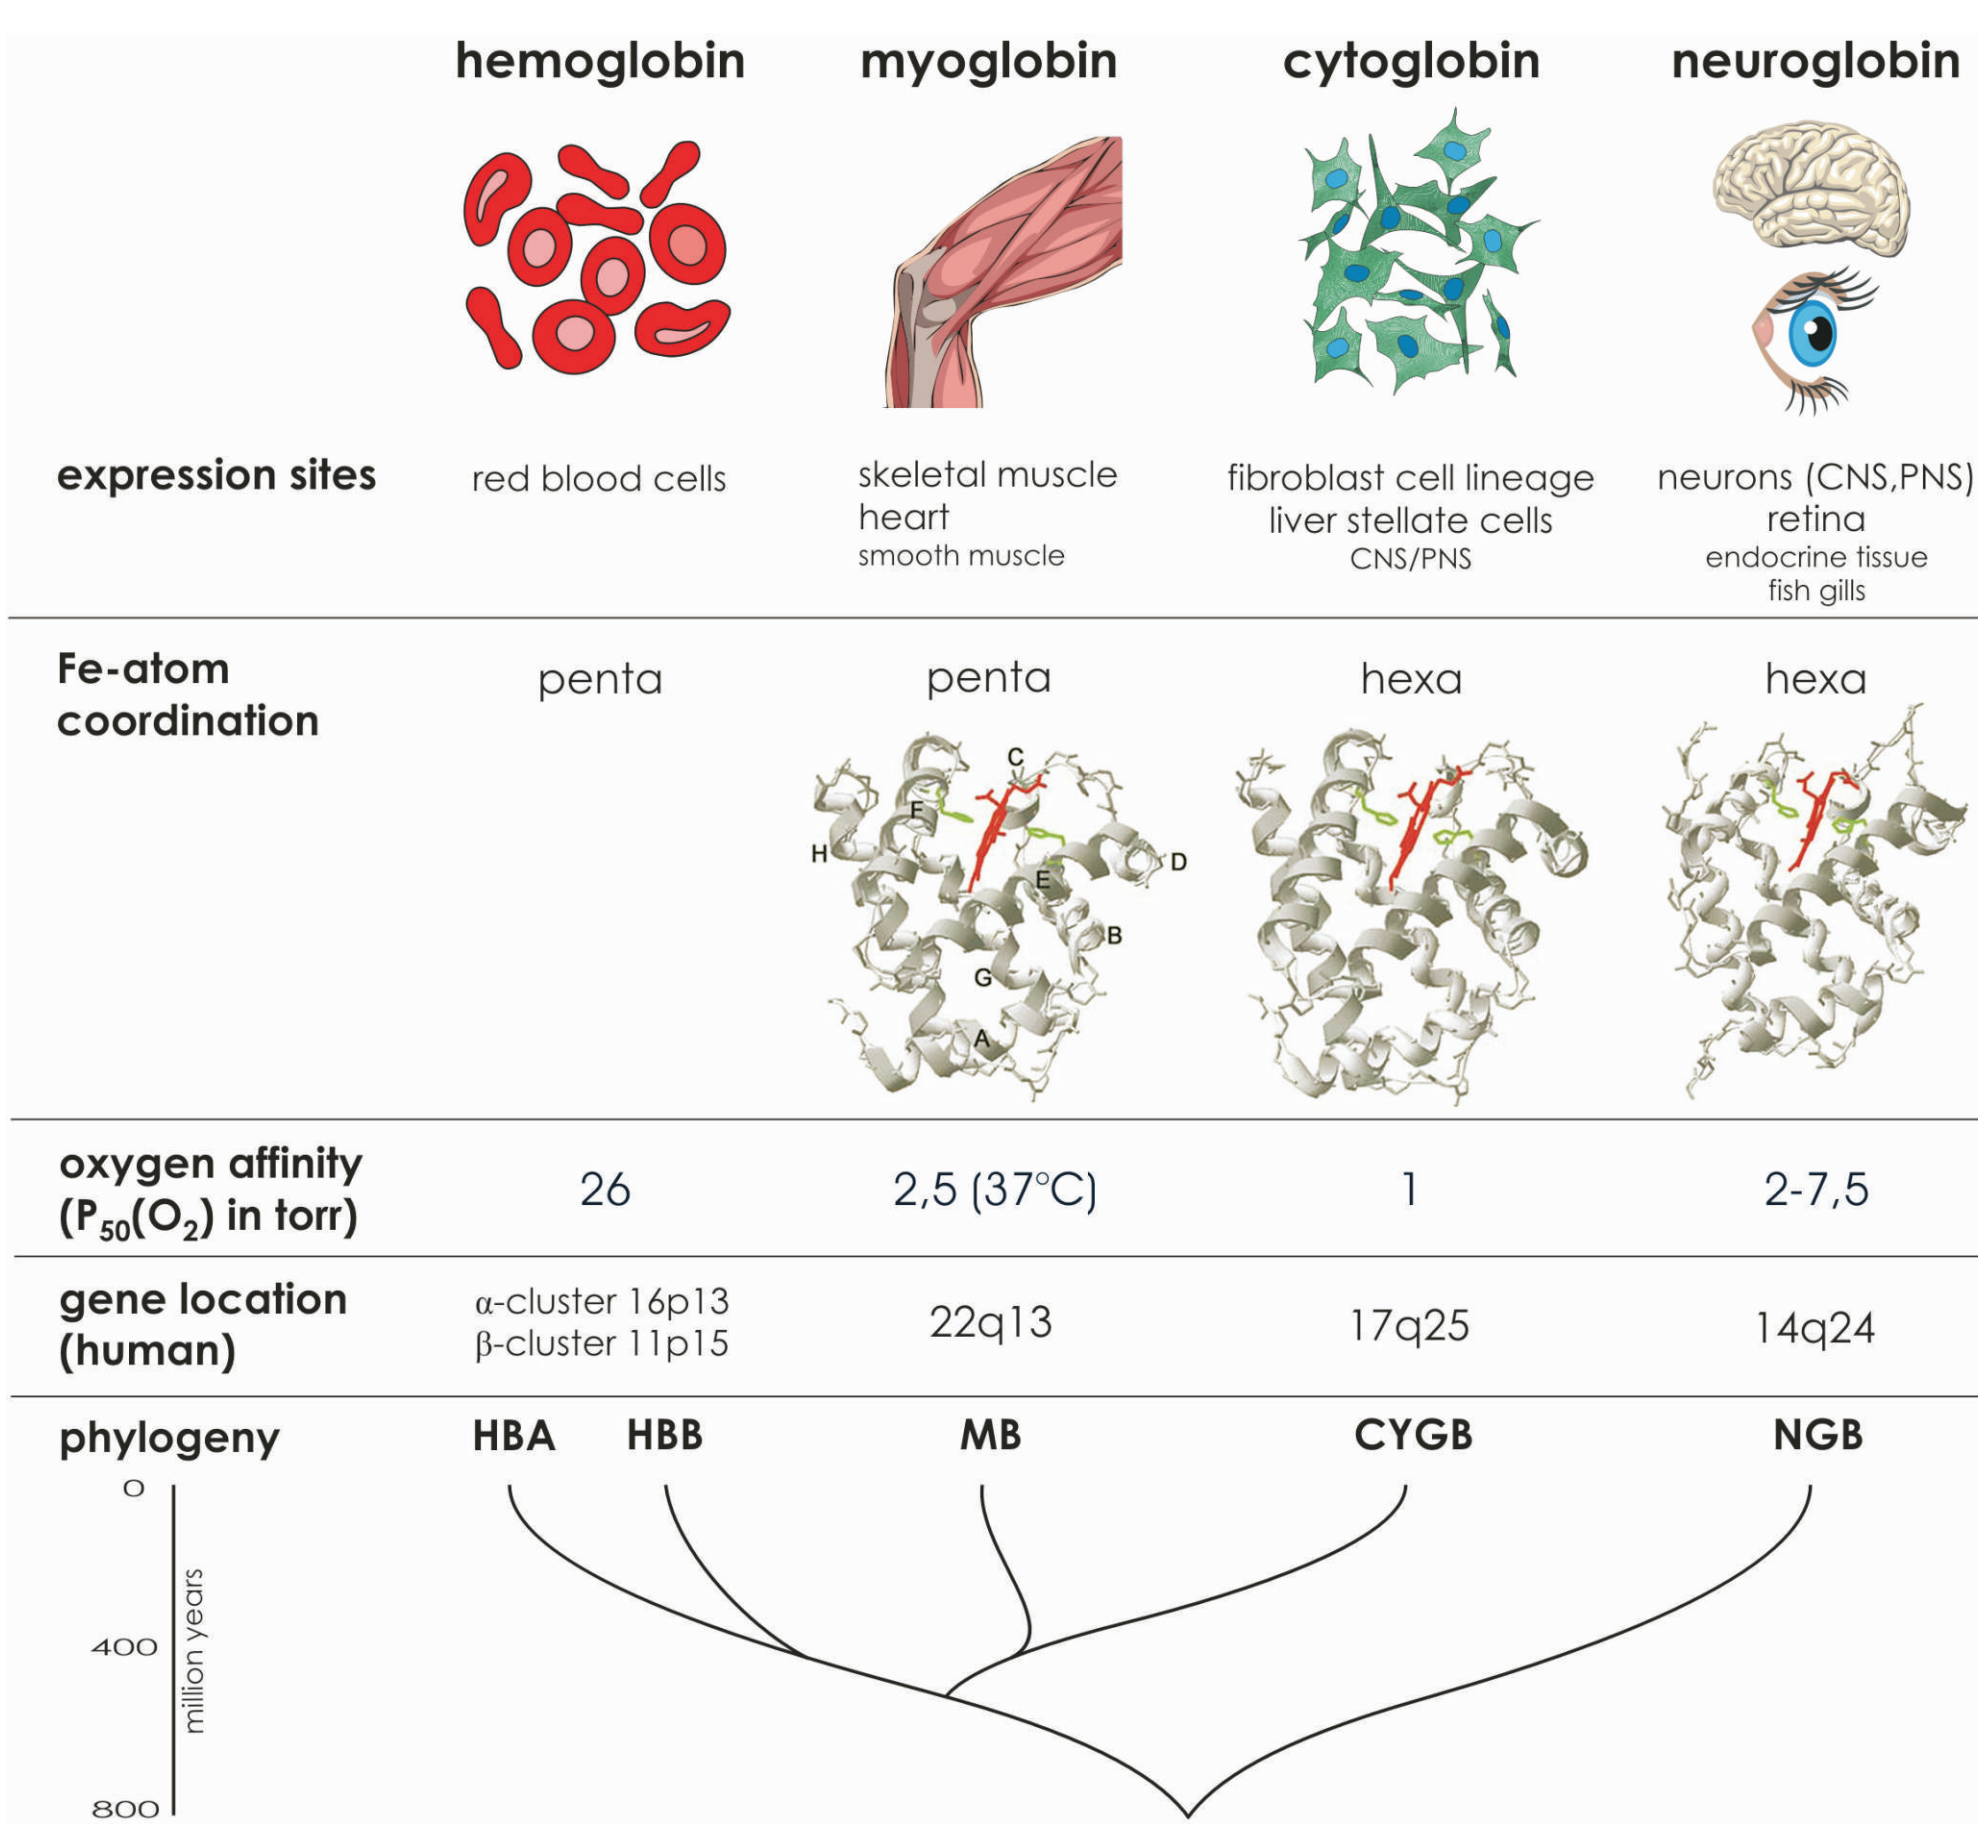 hemoglobin myoglobin cytoglobin neuroglobin
expression sites
red blood cells
skeletal muscle
heart
smooth muscle
fibroblast cell lineage
liver stellate cells
CNS/PNS
neurons (CNS,PNS)
retina
endocrine tissue
fish gills
Fe-atom
coordination
penta penta hexa hexa
C
F
H
D
E
B
G
A
oxygen affinity
(P50(O2) in torr)
26 2,5 (37°C) 1 2-7,5
gene location
(human)
α-cluster 16p13
β-cluster 11p15
22q13 17q25 14q24
phylogeny HBA HBB MB CYGB NGB
0
400
800
million years